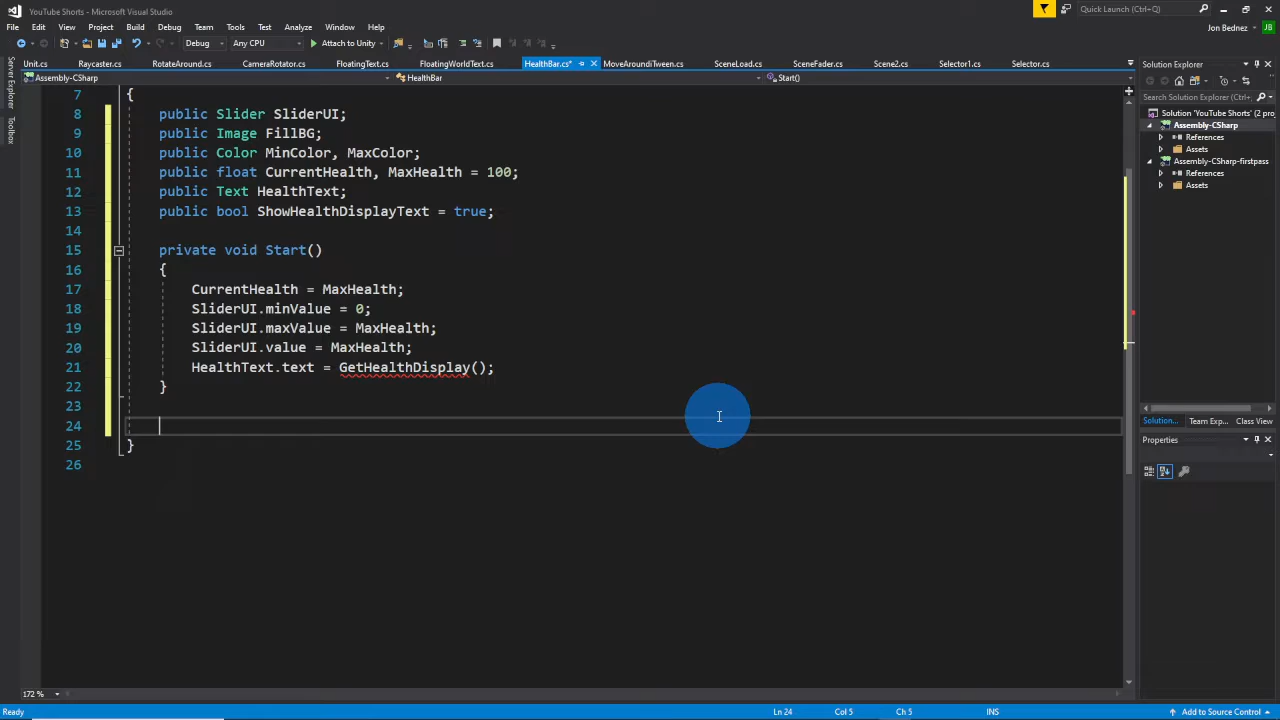 YouTube Shorts - Microsoft Visual Studio
Quick Launch (Ctrl+Q)
File Edit View Project Build Debug Team Tools Test Analyze Window Help
Jon Bednez JB
Debug Any CPU Attach to Unity
Unit.cs Raycaster.cs RotateAround.cs CameraRotator.cs FloatingText.cs FloatingWorldText.cs HealthBar.cs* MoveAroundiTween.cs SceneLoad.cs SceneFader.cs Scene2.cs Selector1.cs Selector.cs
Assembly-CSharp HealthBar Start()
Server Explorer
Toolbox
7 {
8 public Slider SliderUI;
9 public Image FillBG;
10 public Color MinColor, MaxColor;
11 public float CurrentHealth, MaxHealth = 100;
12 public Text HealthText;
13 public bool ShowHealthDisplayText = true;
14
15 private void Start()
16 {
17 CurrentHealth = MaxHealth;
18 SliderUI.minValue = 0;
19 SliderUI.maxValue = MaxHealth;
20 SliderUI.value = MaxHealth;
21 HealthText.text = GetHealthDisplay();
22 }
23
24
25 }
26
172 %
Solution Explorer
Search Solution Explorer (Ctrl+;)
Solution 'YouTube Shorts' (2 pro
Assembly-CSharp
References
Assets
Assembly-CSharp-firstpass
References
Assets
Solution... Team Exp... Class View
Properties
Ready Ln 24 Col 5 Ch 5 INS Add to Source Control